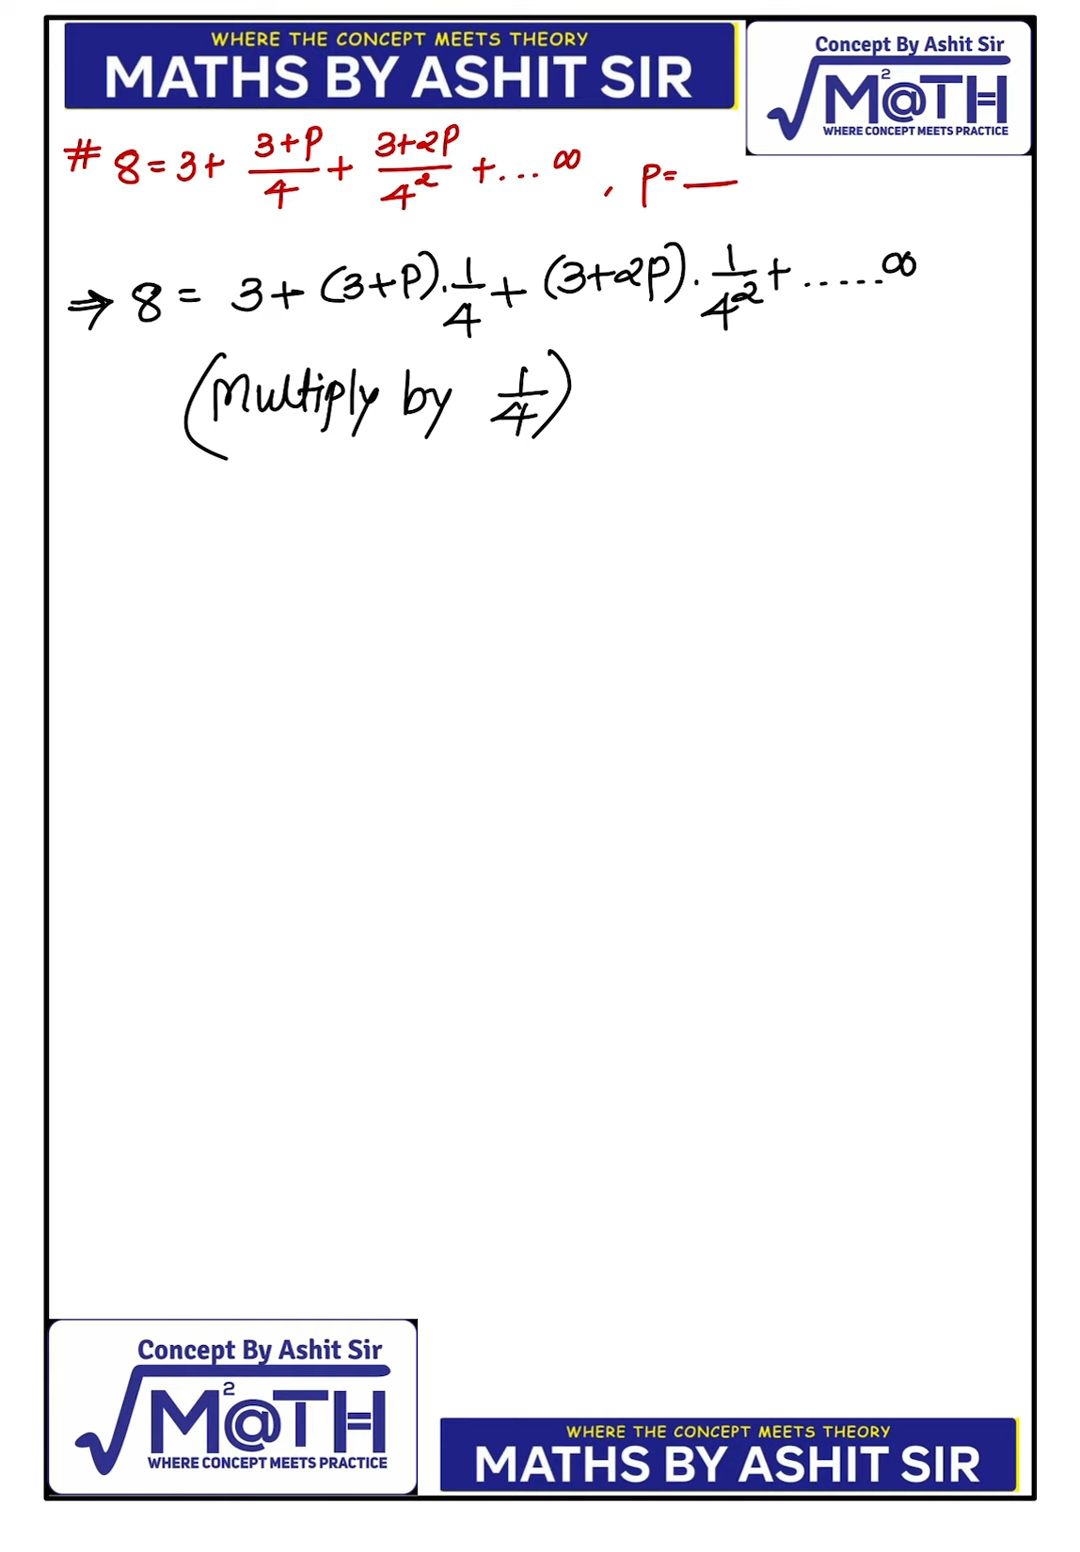 WHERE THE CONCEPT MEETS THEORY
MATHS BY ASHIT SIR
Concept By Ashit Sir
√M²@TH
WHERE CONCEPT MEETS PRACTICE
# 8 = 3 + (3+P)/4 + (3+2P)/4² + ... ∞ , P = __
⇒ 8 = 3 + (3+P).1/4 + (3+2P).1/4² + ...... ∞
(Multiply by 1/4)
Concept By Ashit Sir
√M²@TH
WHERE CONCEPT MEETS PRACTICE
WHERE THE CONCEPT MEETS THEORY
MATHS BY ASHIT SIR